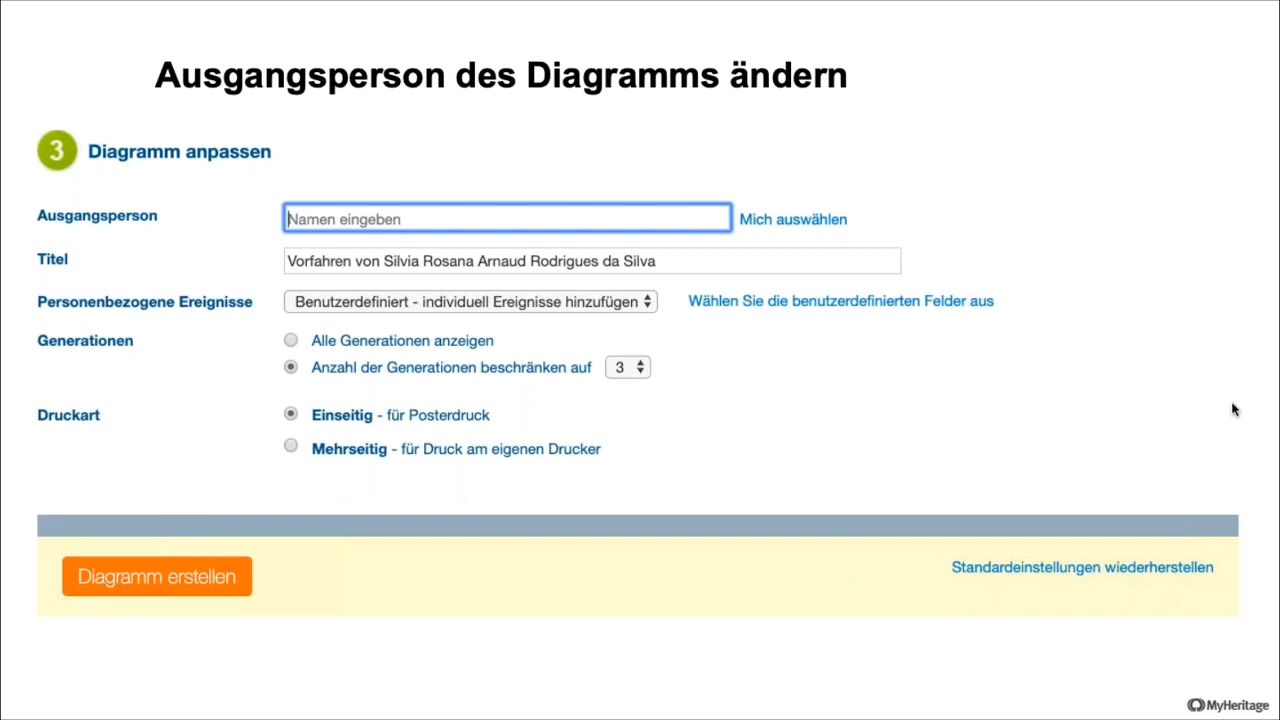 Ausgangsperson des Diagramms ändern
3 Diagramm anpassen
Ausgangsperson Namen eingeben Mich auswählen
Titel Vorfahren von Silvia Rosana Arnaud Rodrigues da Silva
Personenbezogene Ereignisse Benutzerdefiniert - individuell Ereignisse hinzufügen Wählen Sie die benutzerdefinierten Felder aus
Generationen Alle Generationen anzeigen
Anzahl der Generationen beschränken auf 3
Druckart Einseitig - für Posterdruck
Mehrseitig - für Druck am eigenen Drucker
Diagramm erstellen Standardeinstellungen wiederherstellen
MyHeritage